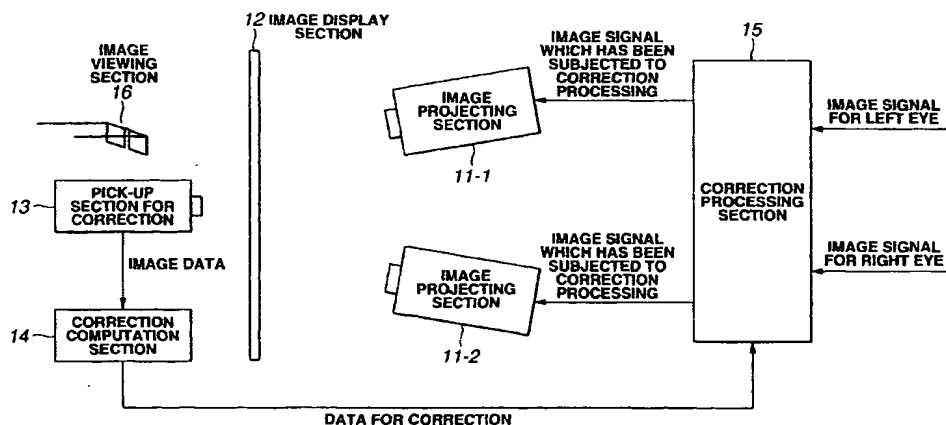 12 IMAGE DISPLAY
SECTION
IMAGE
VIEWING
SECTION
16
IMAGE SIGNAL
WHICH HAS BEEN
SUBJECTED TO
CORRECTION
PROCESSING
15
IMAGE
PROJECTING
SECTION
11-1
IMAGE SIGNAL
FOR LEFT EYE
13
PICK-UP
SECTION FOR
CORRECTION
CORRECTION
PROCESSING
SECTION
IMAGE DATA
IMAGE SIGNAL
WHICH HAS BEEN
SUBJECTED TO
CORRECTION
PROCESSING
IMAGE
PROJECTING
SECTION
11-2
IMAGE SIGNAL
FOR RIGHT EYE
14
CORRECTION
COMPUTATION
SECTION
DATA FOR CORRECTION